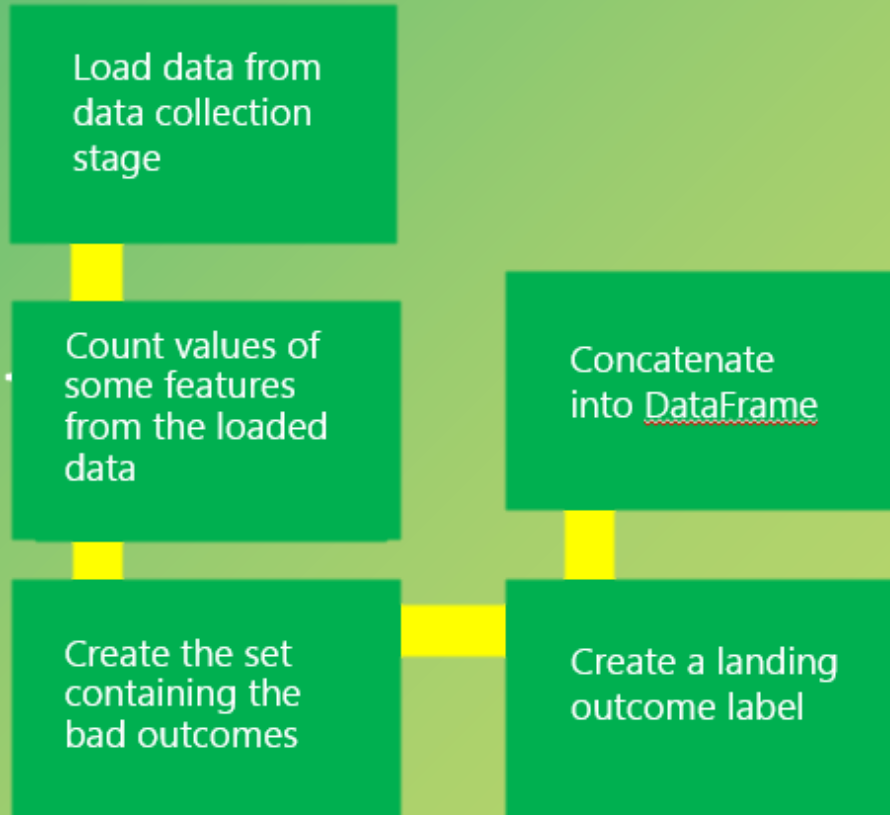 Load data from
data collection
stage
Count values of
some features
from the loaded
data
Create the set
containing the
bad outcomes
Create a landing
outcome label
Concatenate
into DataFrame